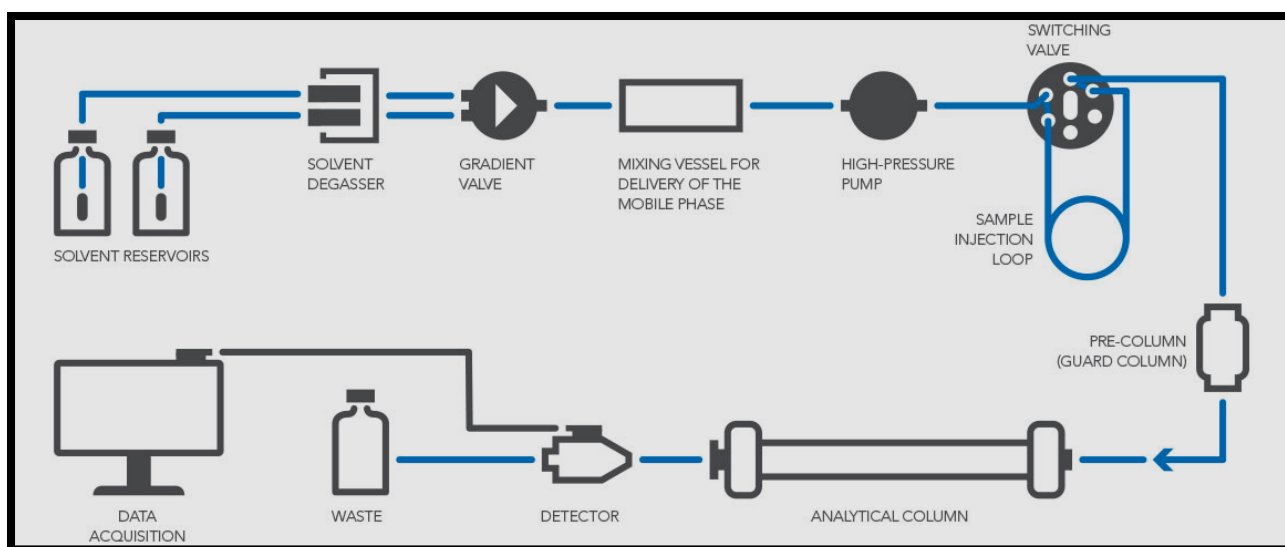 SWITCHING
VALVE
SOLVENT
DEGASSER
GRADIENT
VALVE
MIXING VESSEL FOR
DELIVERY OF THE
MOBILE PHASE
HIGH-PRESSURE
PUMP
SOLVENT RESERVOIRS
SAMPLE
INJECTION
LOOP
PRE-COLUMN
(GUARD COLUMN)
DATA
ACQUISITION
WASTE
DETECTOR
ANALYTICAL COLUMN